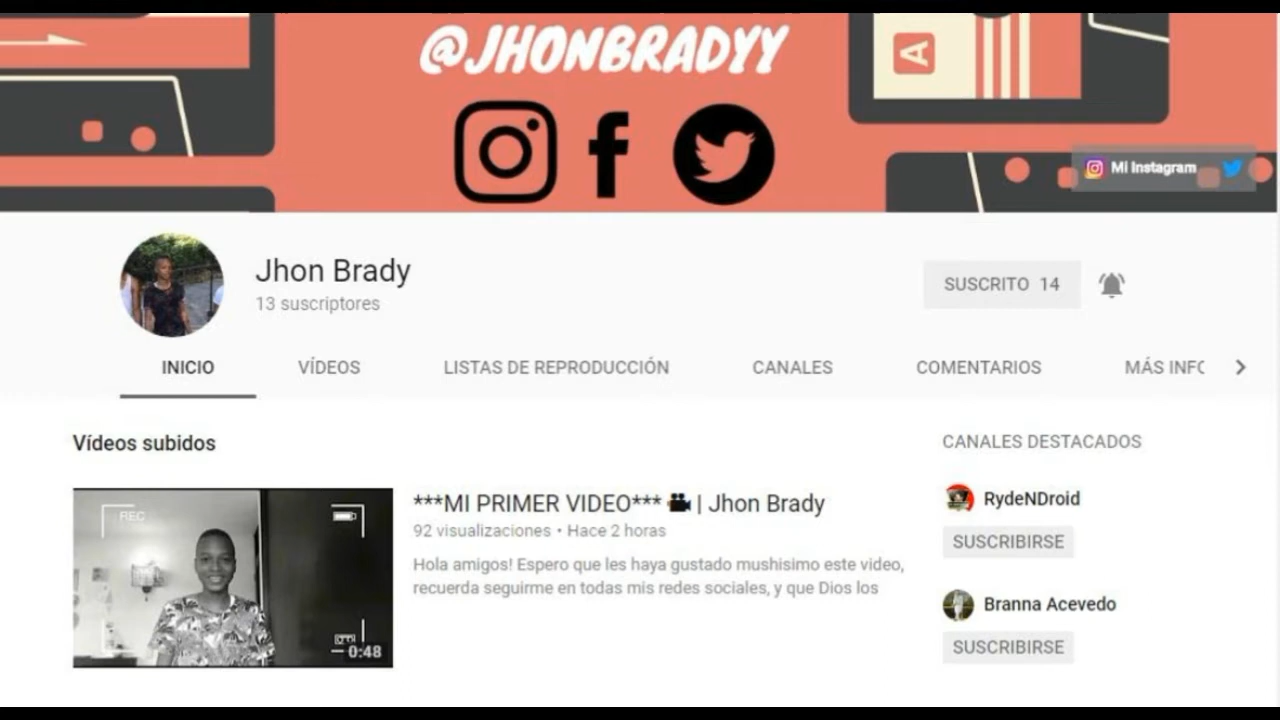 @JHONBRADYY
A
Mi Instagram
Jhon Brady
13 suscriptores
SUSCRITO 14
INICIO
VÍDEOS
LISTAS DE REPRODUCCIÓN
CANALES
COMENTARIOS
MÁS INFO
Vídeos subidos
CANALES DESTACADOS
REC
0:48
***MI PRIMER VIDEO*** 🎥 | Jhon Brady
92 visualizaciones • Hace 2 horas
Hola amigos! Espero que les haya gustado mushisimo este video,
recuerda seguirme en todas mis redes sociales, y que Dios los
RydeNDroid
SUSCRIBIRSE
Branna Acevedo
SUSCRIBIRSE